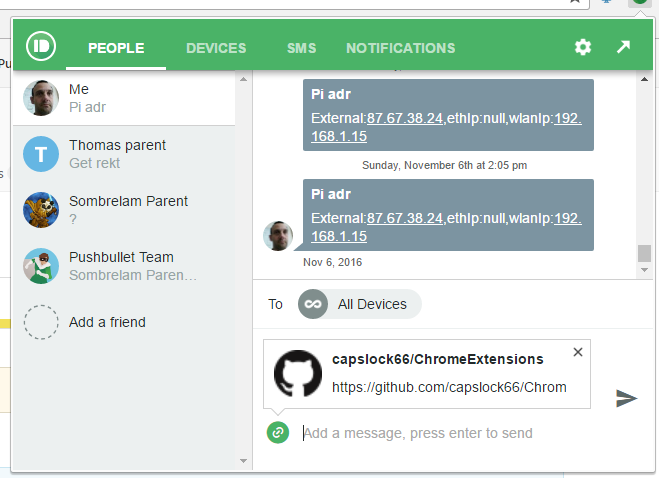 PEOPLE DEVICES SMS NOTIFICATIONS
Me
Pi adr
T
Thomas parent
Get rekt
Sombrelam Parent
?
Pushbullet Team
Sombrelam Paren…
Add a friend
Pi adr
External:87.67.38.24,ethIp:null,wlanIp:192.
168.1.15
Sunday, November 6th at 2:05 pm
Pi adr
External:87.67.38.24,ethIp:null,wlanIp:192.
168.1.15
Nov 6, 2016
To All Devices
capslock66/ChromeExtensions
https://github.com/capslock66/Chrom
Add a message, press enter to send